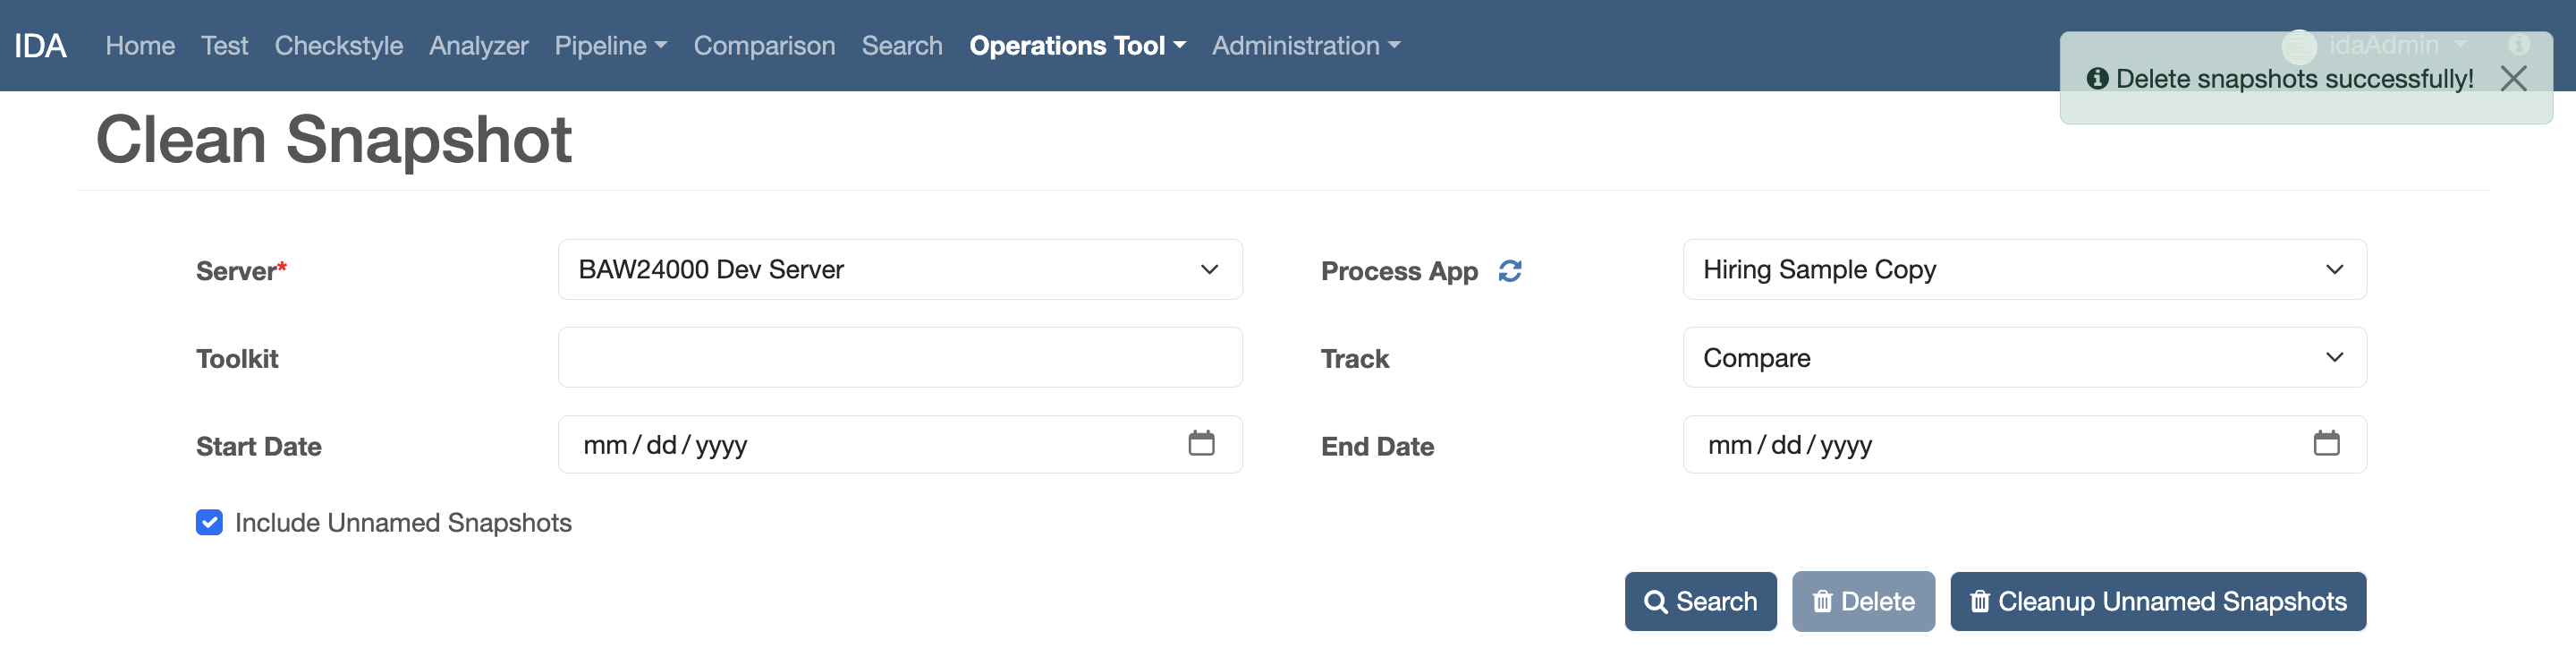 IDA Home Test Checkstyle Analyzer Pipeline Comparison Search Operations Tool Administration idaAdmin
Delete snapshots successfully!
Clean Snapshot
Server* BAW24000 Dev Server Process App Hiring Sample Copy
Toolkit Track Compare
Start Date mm/dd/yyyy End Date mm/dd/yyyy
Include Unnamed Snapshots
Search Delete Cleanup Unnamed Snapshots